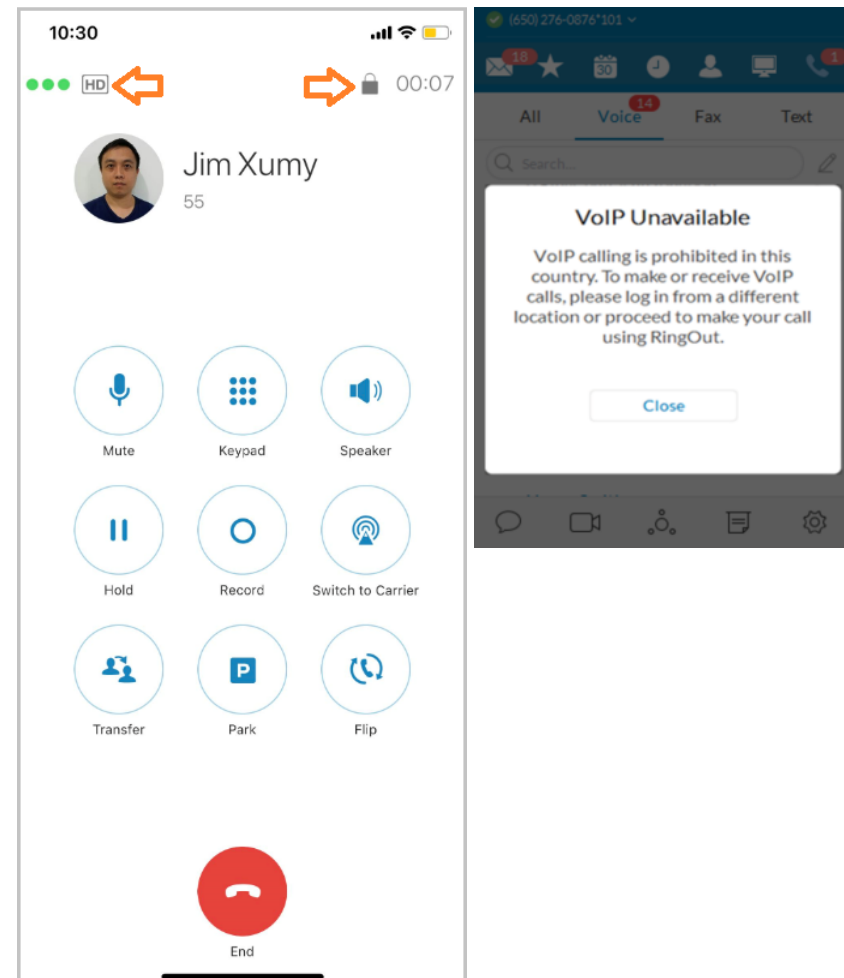 10:30
HD
00:07
Jim Xumy
55
Mute Keypad Speaker
Hold Record Switch to Carrier
P
Transfer Park Flip
End
(650) 276-0876*101
18 30 1
14
All Voice Fax Text
Search...
VoIP Unavailable
VoIP calling is prohibited in this
country. To make or receive VoIP
calls, please log in from a different
location or proceed to make your call
using RingOut.
Close